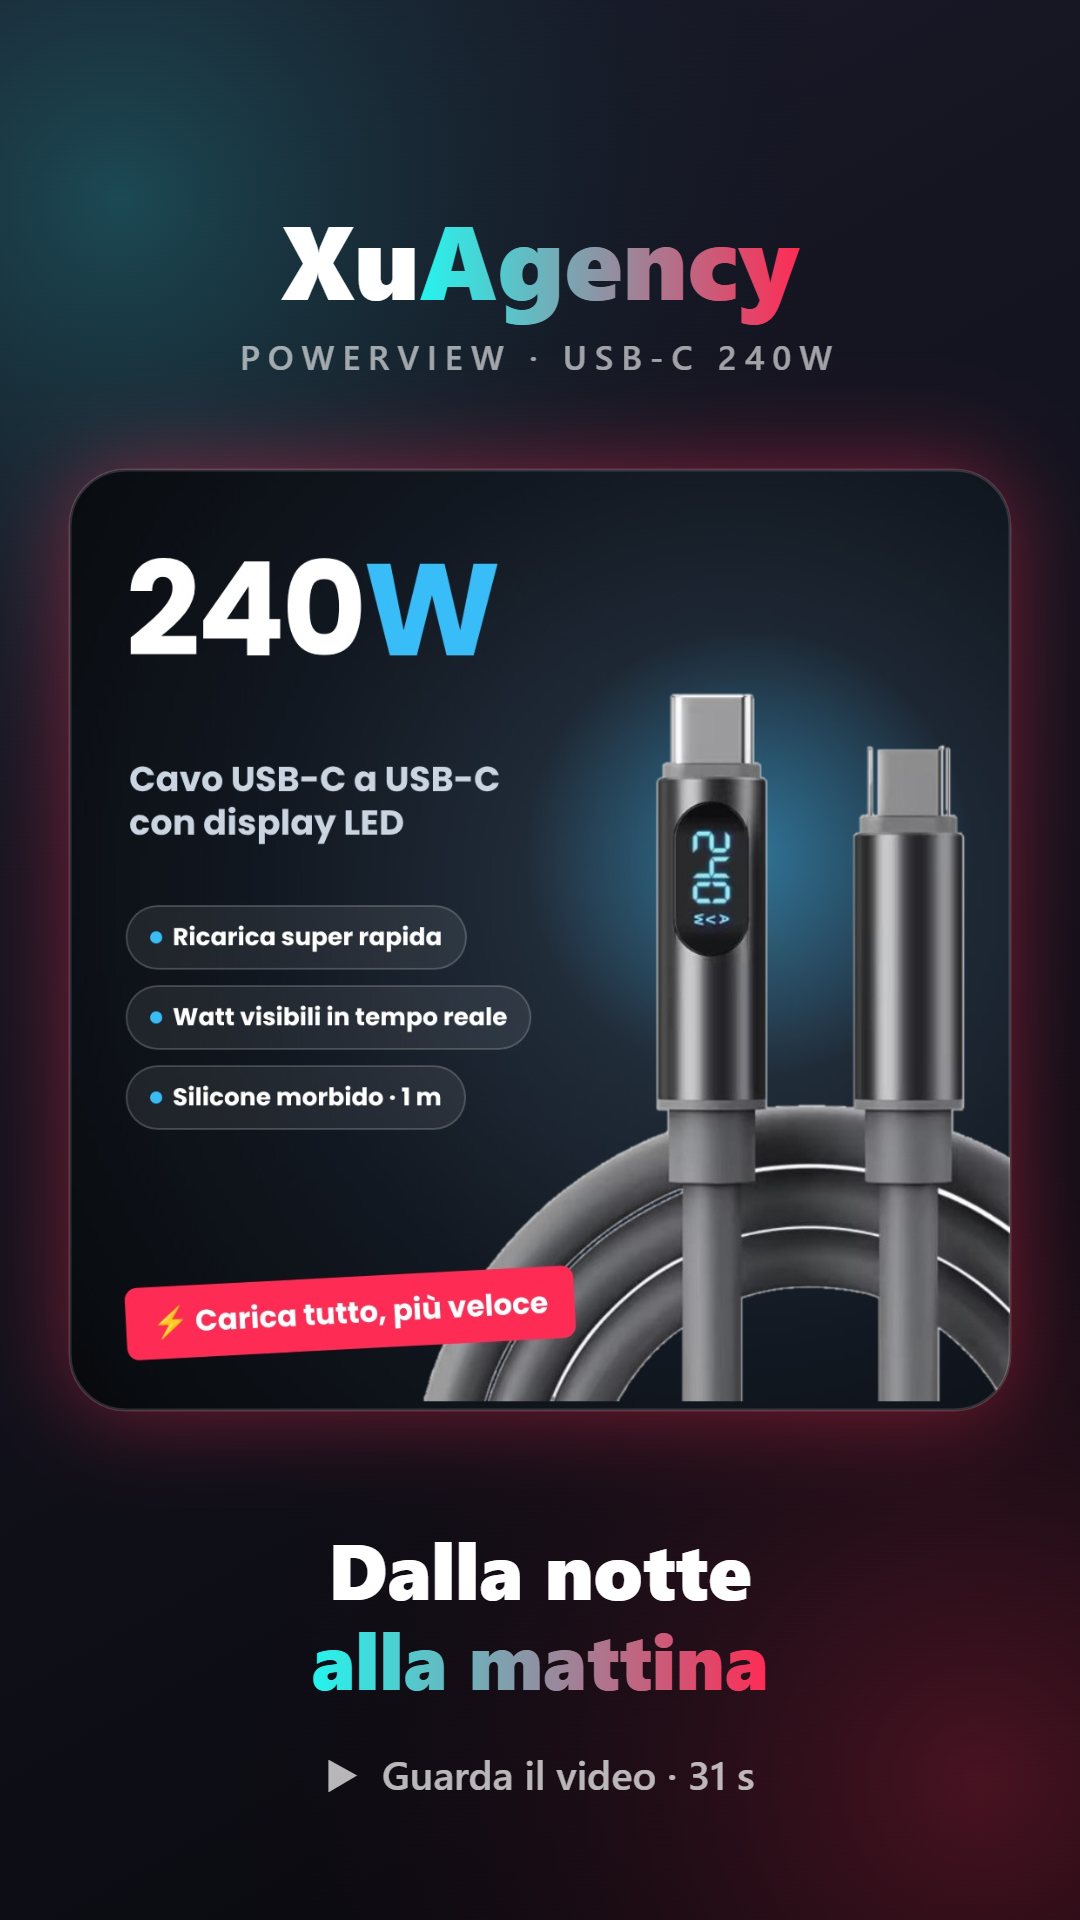 XuAgency
POWERVIEW · USB-C 240W
240W
Cavo USB-C a USB-C
con display LED
Ricarica super rapida
Watt visibili in tempo reale
Silicone morbido · 1 m
240
A V W
⚡ Carica tutto, più veloce
Dalla notte
alla mattina
▶ Guarda il video · 31 s